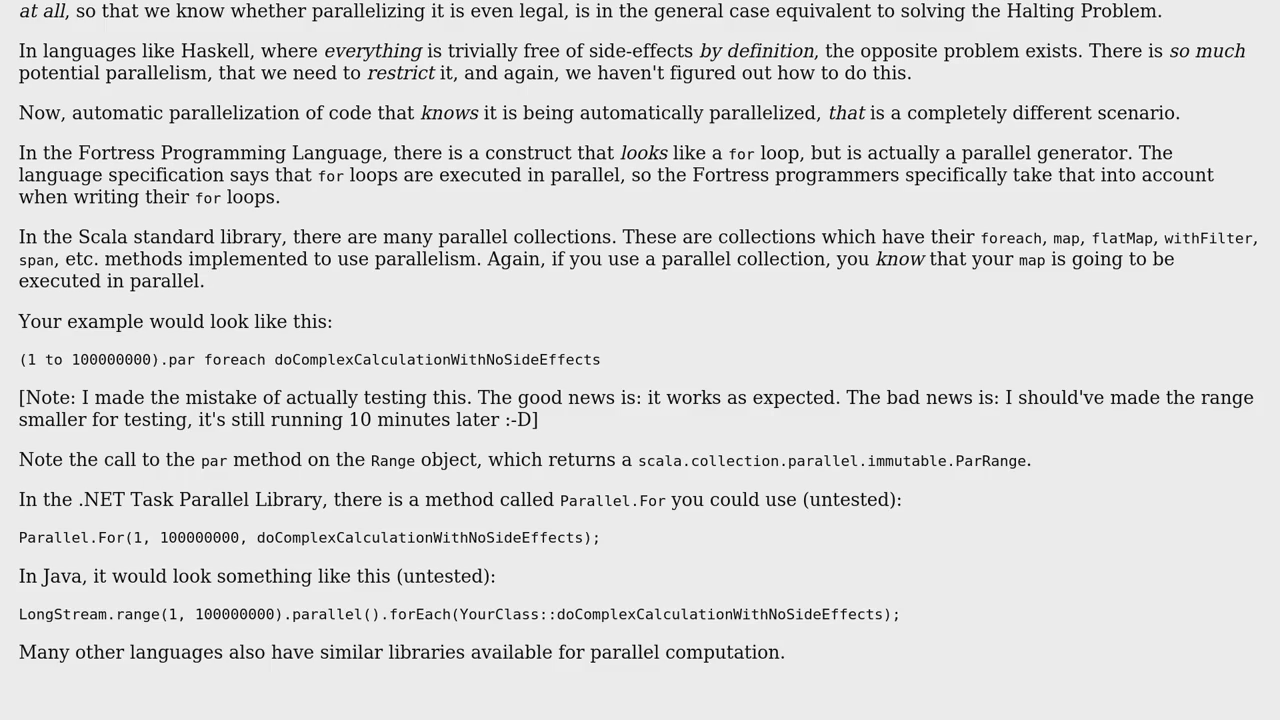 at all, so that we know whether parallelizing it is even legal, is in the general case equivalent to solving the Halting Problem.
In languages like Haskell, where everything is trivially free of side-effects by definition, the opposite problem exists. There is so much
potential parallelism, that we need to restrict it, and again, we haven't figured out how to do this.
Now, automatic parallelization of code that knows it is being automatically parallelized, that is a completely different scenario.
In the Fortress Programming Language, there is a construct that looks like a for loop, but is actually a parallel generator. The
language specification says that for loops are executed in parallel, so the Fortress programmers specifically take that into account
when writing their for loops.
In the Scala standard library, there are many parallel collections. These are collections which have their foreach, map, flatMap, withFilter,
span, etc. methods implemented to use parallelism. Again, if you use a parallel collection, you know that your map is going to be
executed in parallel.
Your example would look like this:
(1 to 100000000).par foreach doComplexCalculationWithNoSideEffects
[Note: I made the mistake of actually testing this. The good news is: it works as expected. The bad news is: I should've made the range
smaller for testing, it's still running 10 minutes later :-D]
Note the call to the par method on the Range object, which returns a scala.collection.parallel.immutable.ParRange.
In the .NET Task Parallel Library, there is a method called Parallel.For you could use (untested):
Parallel.For(1, 100000000, doComplexCalculationWithNoSideEffects);
In Java, it would look something like this (untested):
LongStream.range(1, 100000000).parallel().forEach(YourClass::doComplexCalculationWithNoSideEffects);
Many other languages also have similar libraries available for parallel computation.